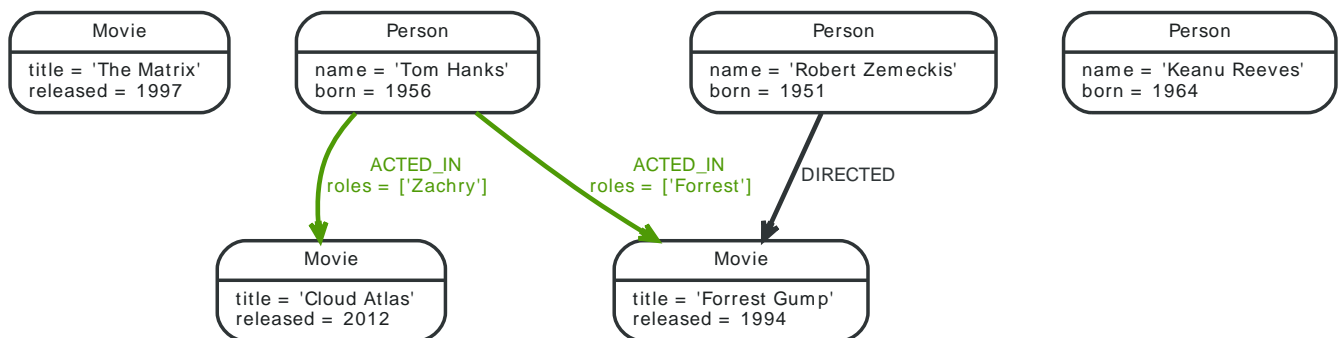 Movie
title = 'The Matrix'
released = 1997
Person
name = 'Tom Hanks'
born = 1956
Person
name = 'Robert Zemeckis'
born = 1951
Person
name = 'Keanu Reeves'
born = 1964
ACTED_IN
roles = ['Zachry']
ACTED_IN
roles = ['Forrest']
DIRECTED
Movie
title = 'Cloud Atlas'
released = 2012
Movie
title = 'Forrest Gump'
released = 1994